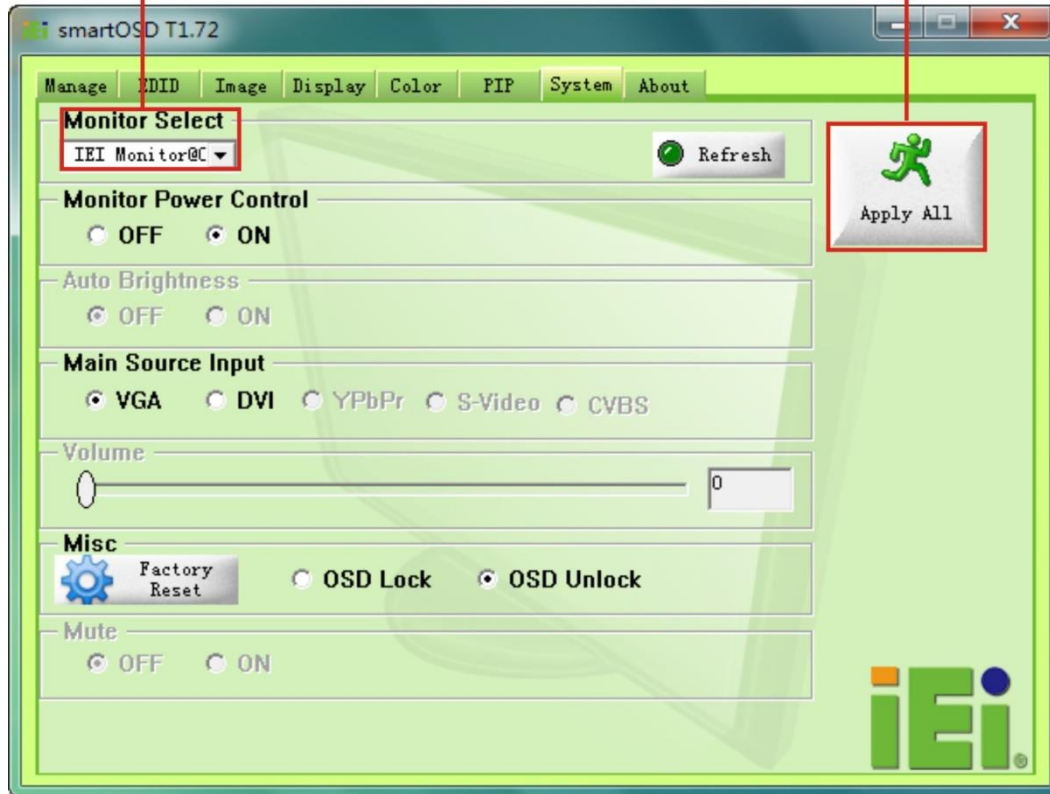 smartOSD T1.72
Manage EDID Image Display Color PIP System About
Monitor Select
IEI Monitor@C
Refresh
Apply All
Monitor Power Control
OFF ON
Auto Brightness
OFF ON
Main Source Input
VGA DVI YPbPr S-Video CVBS
Volume
0
Misc
Factory
Reset
OSD Lock OSD Unlock
Mute
OFF ON
iEi®